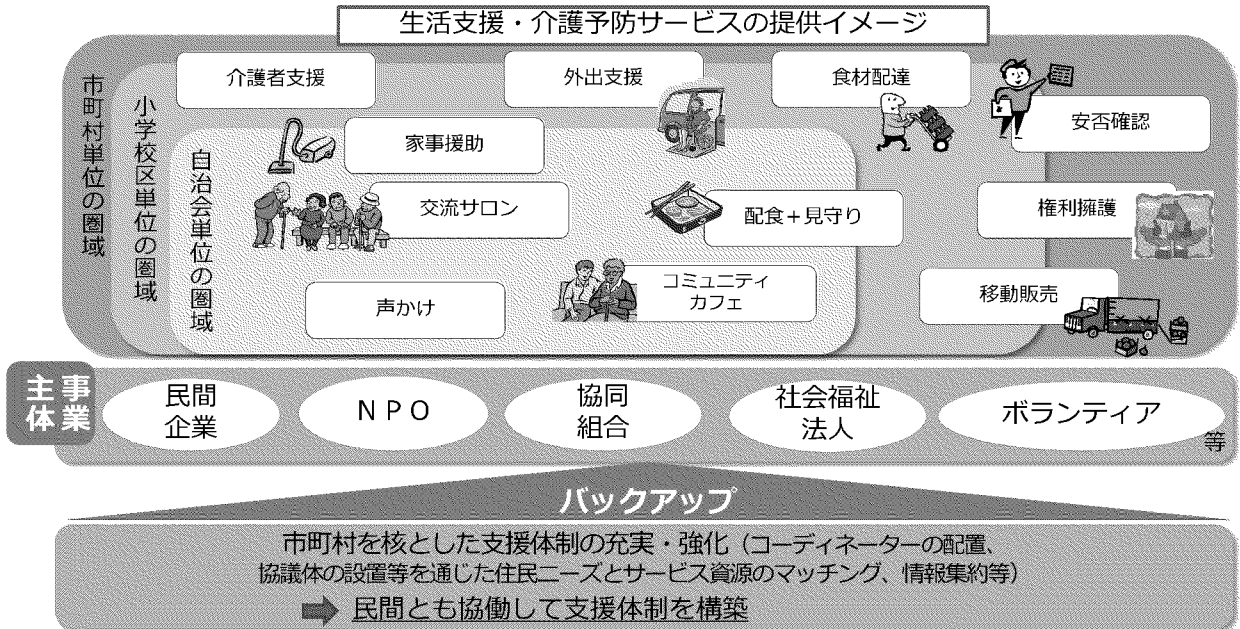 生活支援・介護予防サービスの提供イメージ
市町村単位の圏域
小学校区単位の圏域
自治会単位の圏域
介護者支援
外出支援
食材配達
安否確認
家事援助
交流サロン
配食+見守り
権利擁護
声かけ
コミュニティ
カフェ
移動販売
事業
主体
民間
企業
NPO
協同
組合
社会福祉
法人
ボランティア
等
バックアップ
市町村を核とした支援体制の充実・強化(コーディネーターの配置、
協議体の設置等を通じた住民ニーズとサービス資源のマッチング、情報集約等)
民間とも協働して支援体制を構築